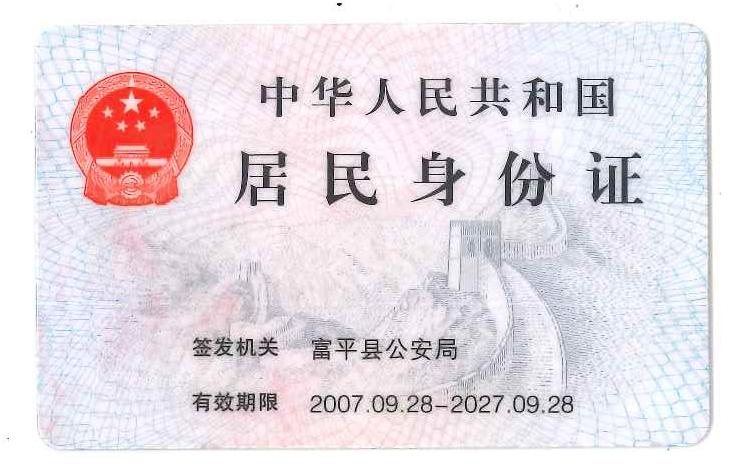 中华人民共和国
居民身份证
签发机关 富平县公安局
有效期限 2007.09.28-2027.09.28